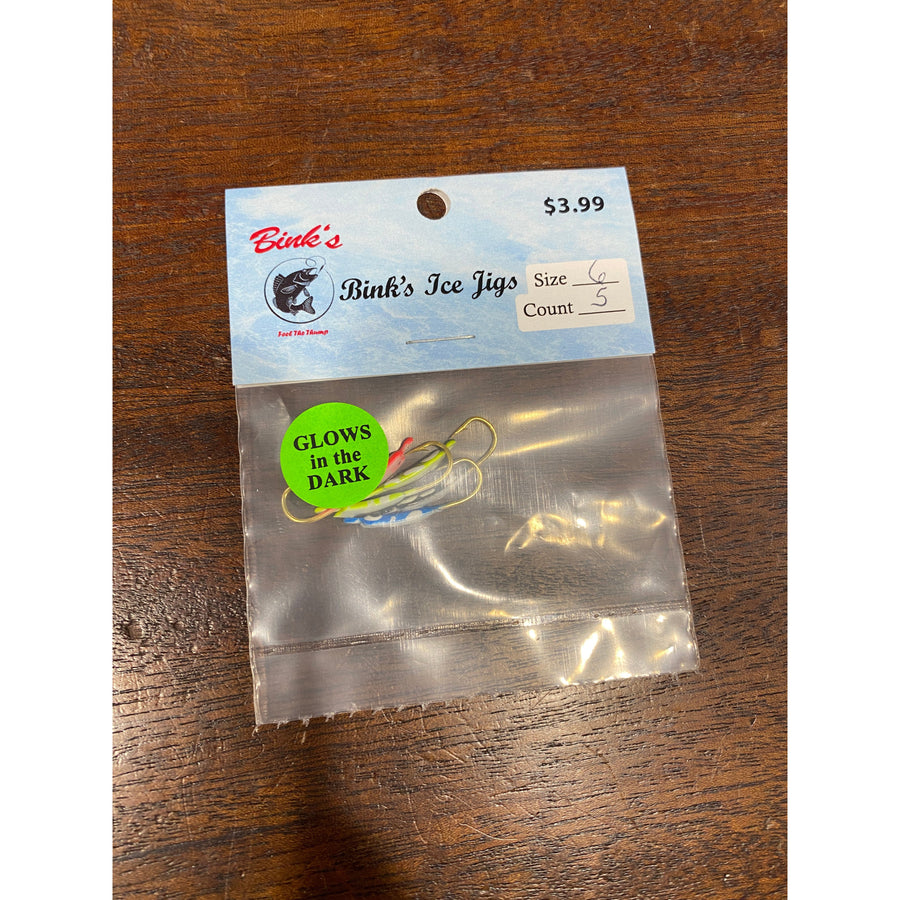 $3.99
Bink's
Bink's Ice Jigs
Feel The Thump
Size 6
Count 5
GLOWS
in the
DARK